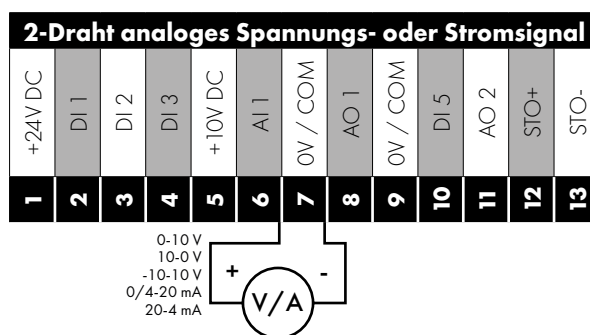 2-Draht analoges Spannungs- oder Stromsignal
+24V DC
DI 1
DI 2
DI 3
+10V DC
AI 1
0V / COM
AO 1
0V / COM
DI 5
AO 2
STO+
STO-
1
2
3
4
5
6
7
8
9
10
11
12
13
0-10 V
10-0 V
-10-10 V
0/4-20 mA
20-4 mA
+
-
V/A